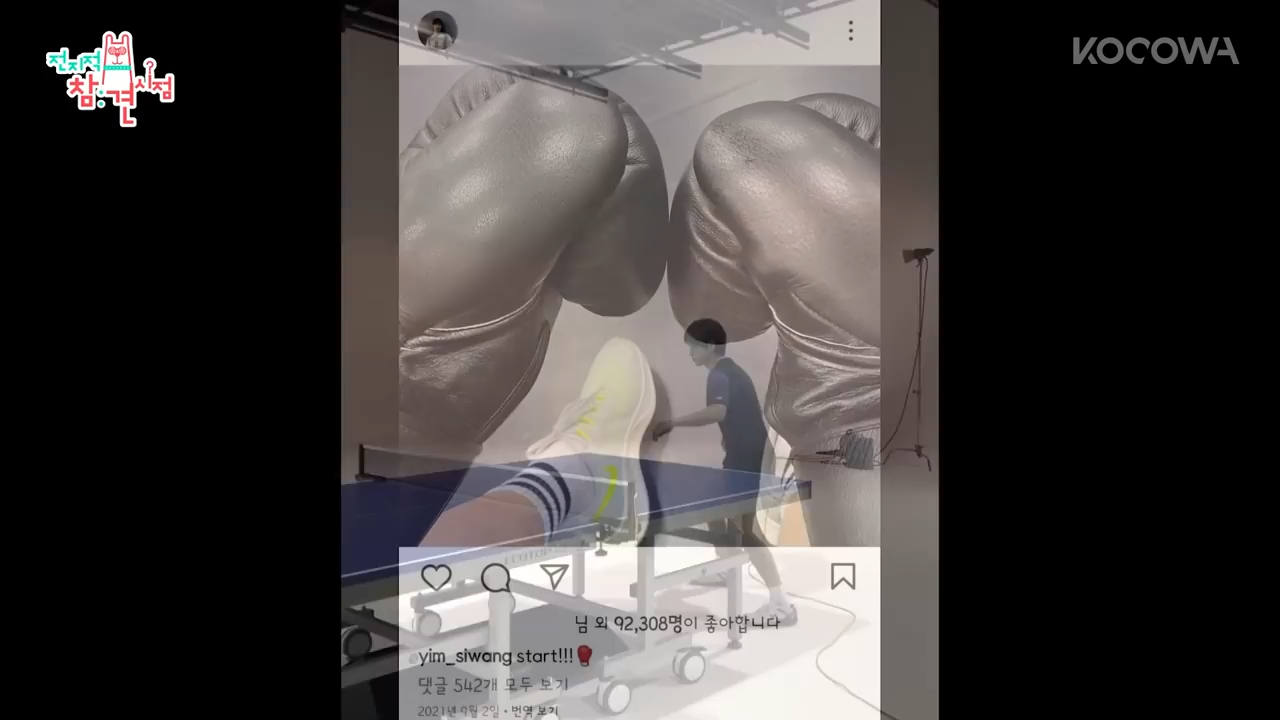 전지적
참견
시점
KOCOWA
님 외 92,308명이 좋아합니다
yim_siwang start!!!🥊
댓글 542개 모두 보기
2021년 9월 2일 • 번역 보기